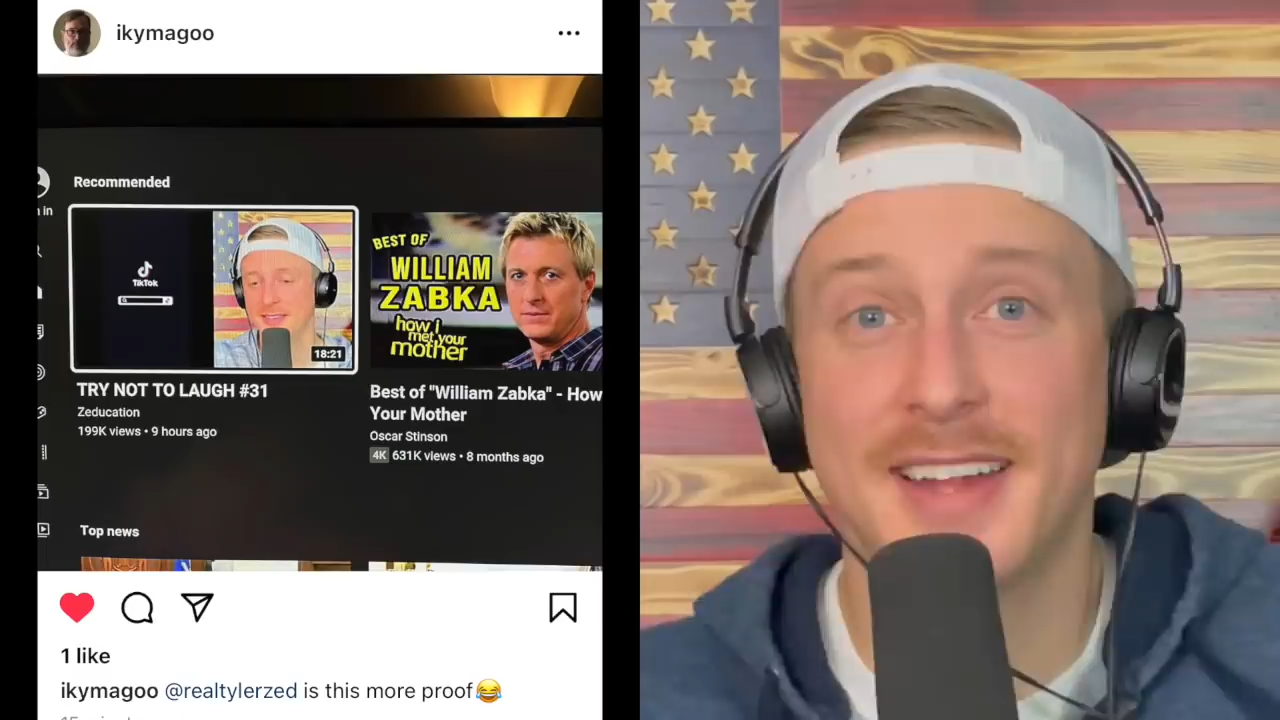 ikymagoo
Recommended
n in
TikTok
18:21
TRY NOT TO LAUGH #31
Zeducation
199K views • 9 hours ago
BEST OF
WILLIAM
ZABKA
how i
met your
mother
Best of "William Zabka" - How
Your Mother
Oscar Stinson
4K 631K views • 8 months ago
Top news
1 like
ikymagoo @realtylerzed is this more proof😂